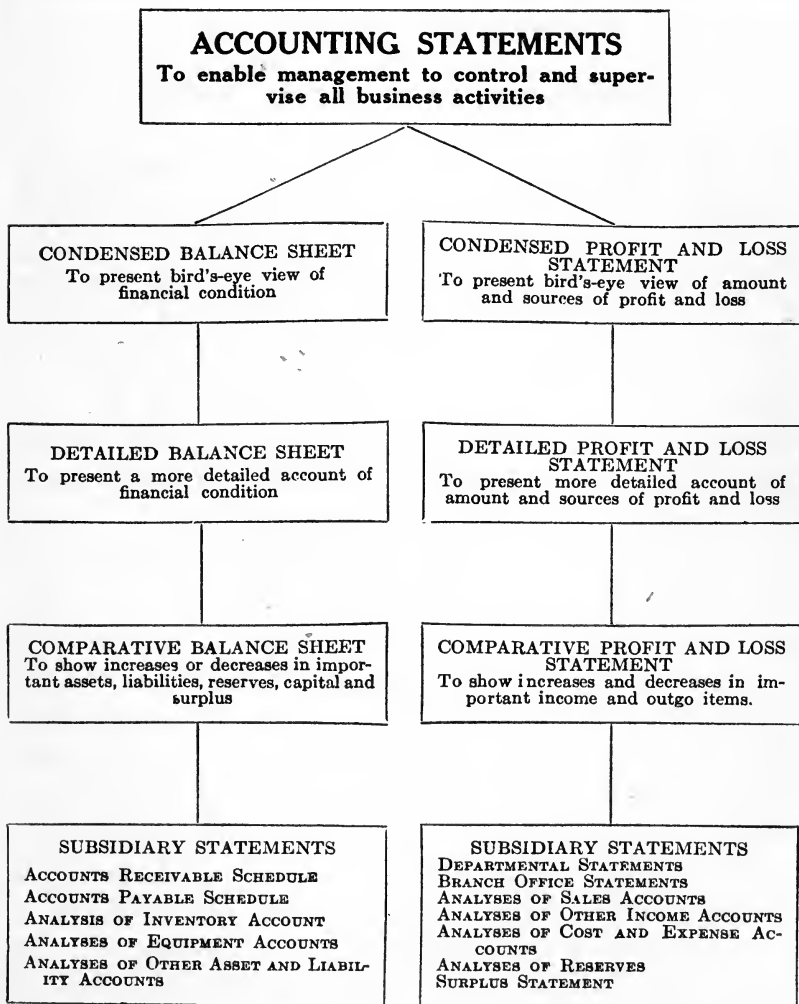 ACCOUNTING STATEMENTS
To enable management to control and super-
vise all business activities
CONDENSED BALANCE SHEET
To present bird's-eye view of
financial condition
CONDENSED PROFIT AND LOSS
STATEMENT
To present bird's-eye view of amount
and sources of profit and loss
DETAILED BALANCE SHEET
To present a more detailed account of
financial condition
DETAILED PROFIT AND LOSS
STATEMENT
To present more detailed account of
amount and sources of profit and loss
COMPARATIVE BALANCE SHEET
To show increases or decreases in impor-
tant assets, liabilities, reserves, capital and
surplus
COMPARATIVE PROFIT AND LOSS
STATEMENT
To show increases and decreases in im-
portant income and outgo items.
SUBSIDIARY STATEMENTS
ACCOUNTS RECEIVABLE SCHEDULE
ACCOUNTS PAYABLE SCHEDULE
ANALYSIS OF INVENTORY ACCOUNT
ANALYSES OF EQUIPMENT ACCOUNTS
ANALYSES OF OTHER ASSET AND LIABIL-
ITY ACCOUNTS
SUBSIDIARY STATEMENTS
DEPARTMENTAL STATEMENTS
BRANCH OFFICE STATEMENTS
ANALYSES OF SALES ACCOUNTS
ANALYSES OF OTHER INCOME ACCOUNTS
ANALYSES OF COST AND EXPENSE AC-
COUNTS
ANALYSES OF RESERVES
SURPLUS STATEMENT